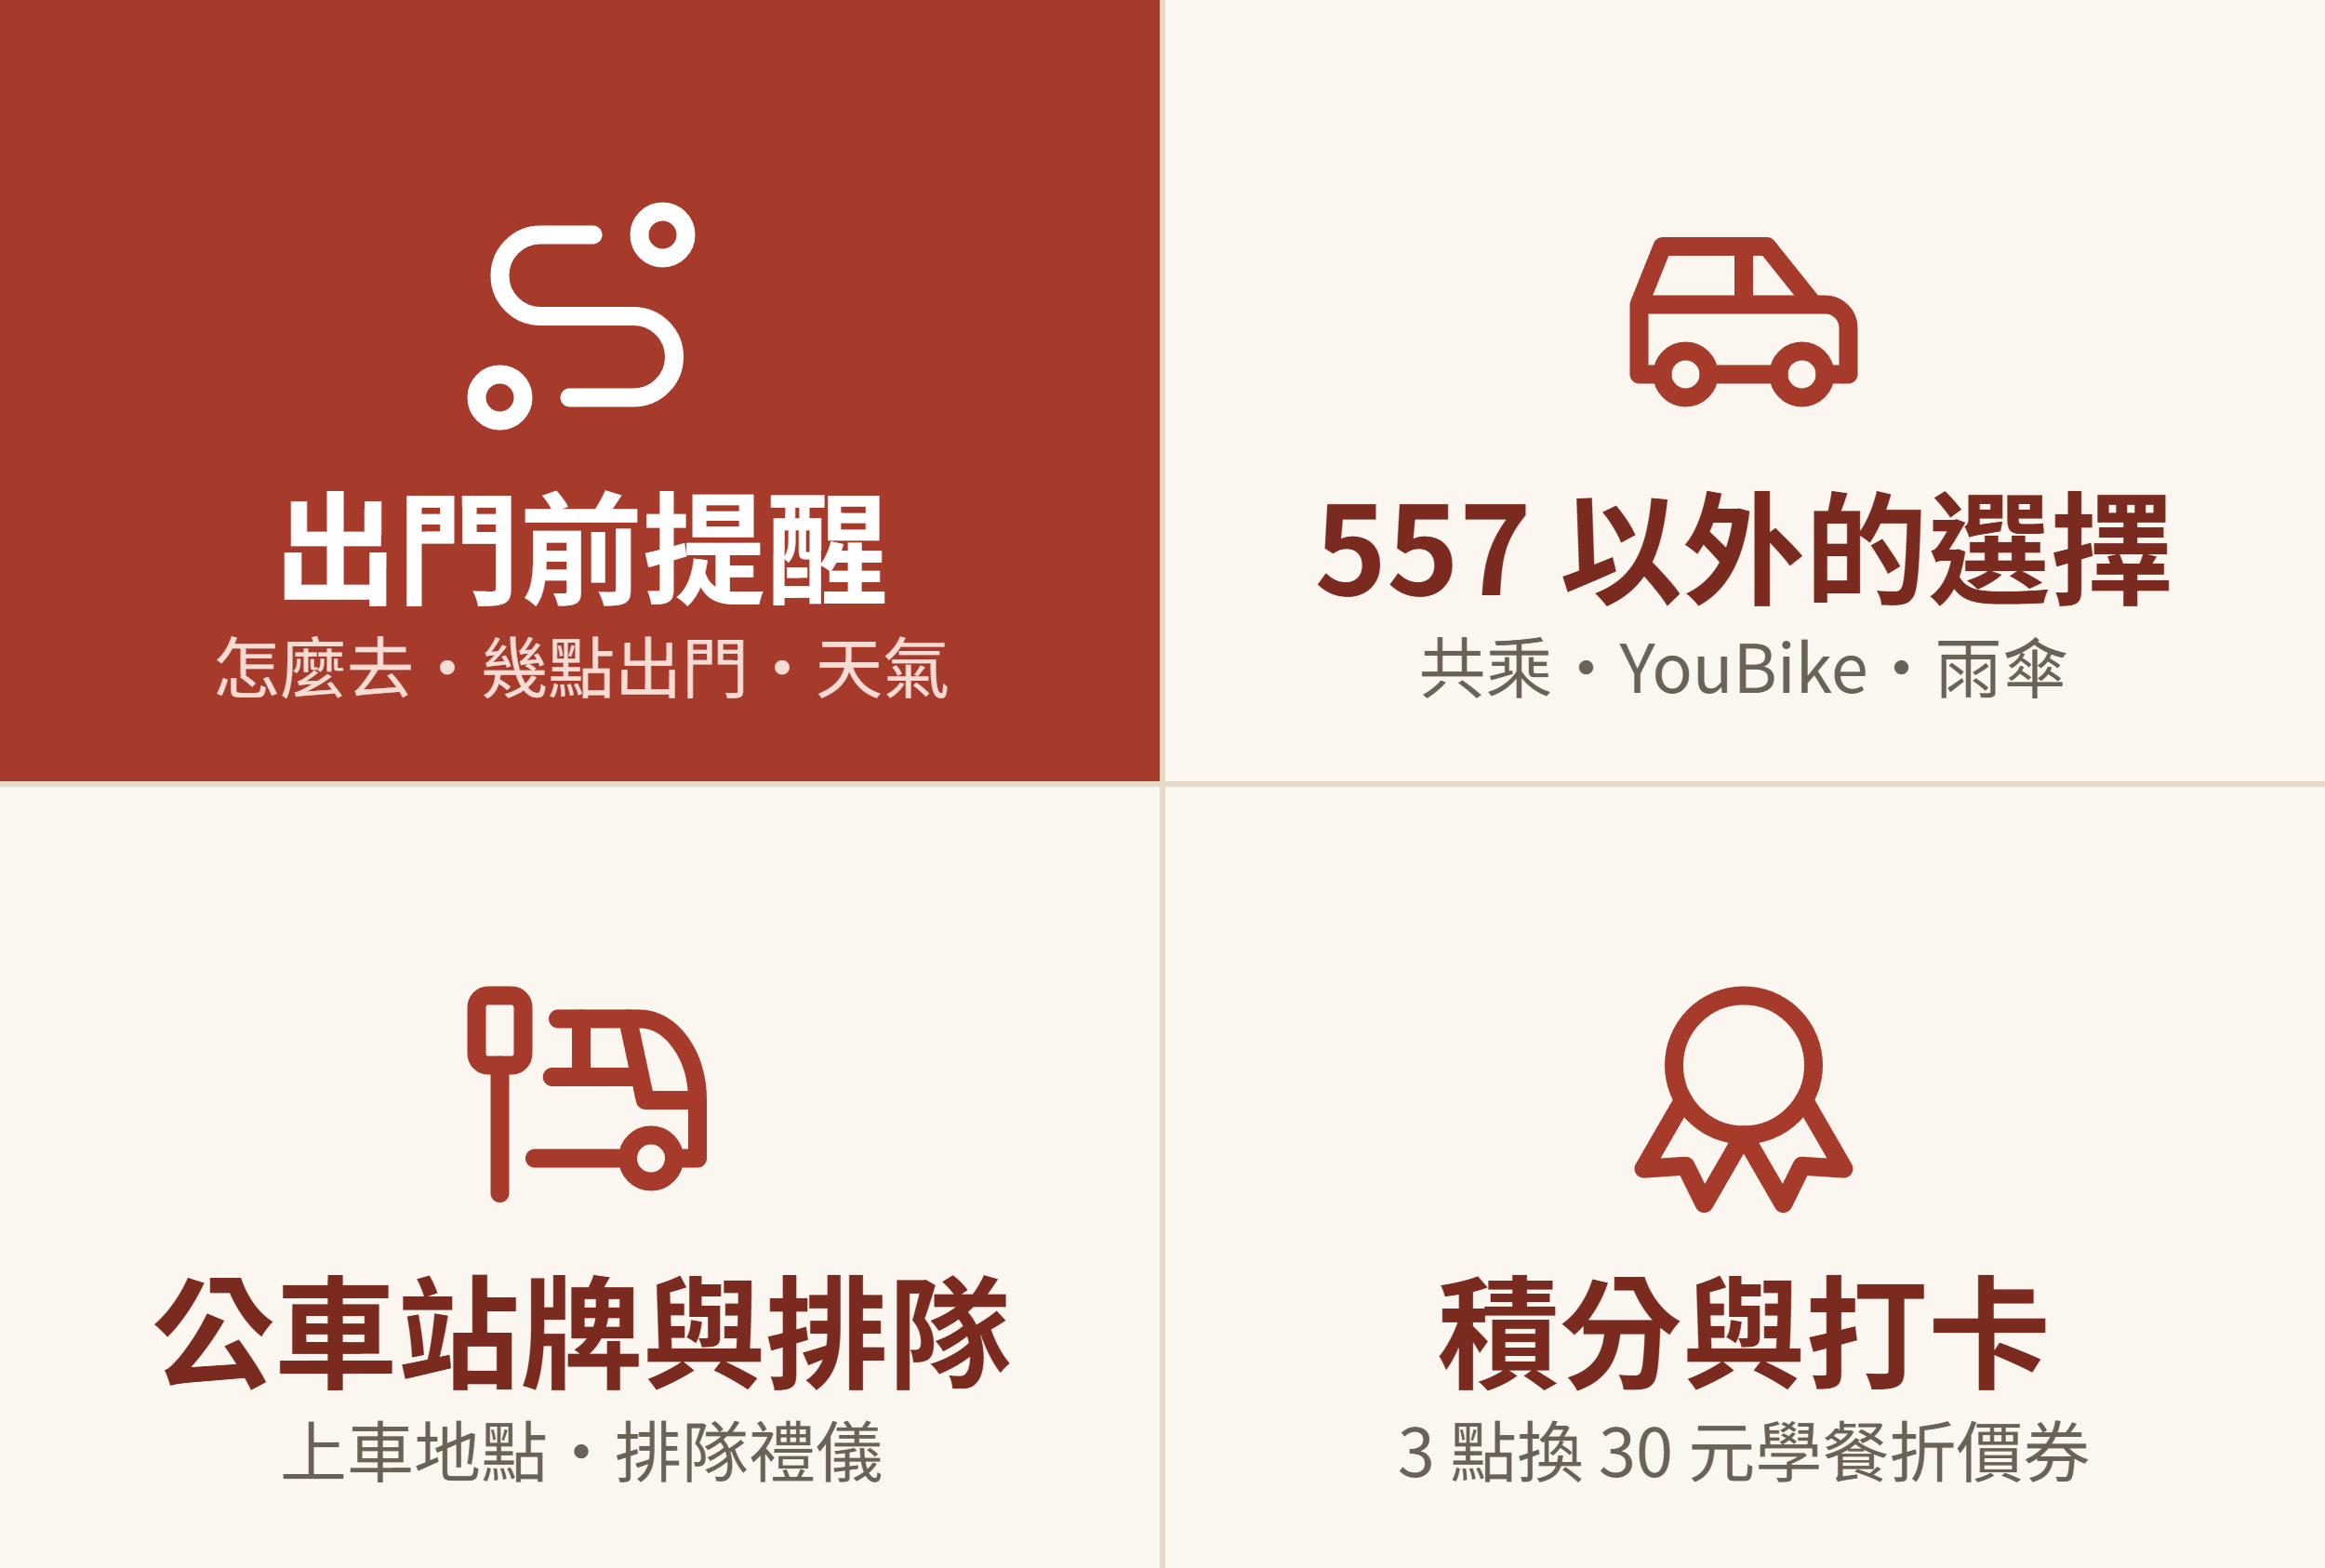 出門前提醒
怎麼去・幾點出門・天氣
557 以外的選擇
共乘・YouBike・雨傘
公車站牌與排隊
上車地點・排隊禮儀
積分與打卡
3 點換 30 元學餐折價券